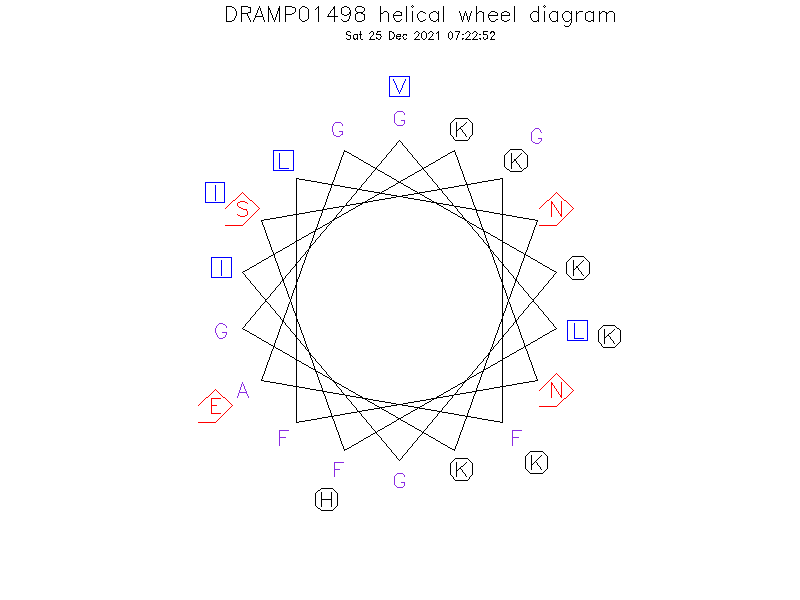 DRAMP01498 helical wheel diagram
Sat 25 Dec 2021 07:22:52
V
G
G
K
G
L
K
I
S
N
I
K
G
L
K
A
N
E
F
F
F
K
G
K
H